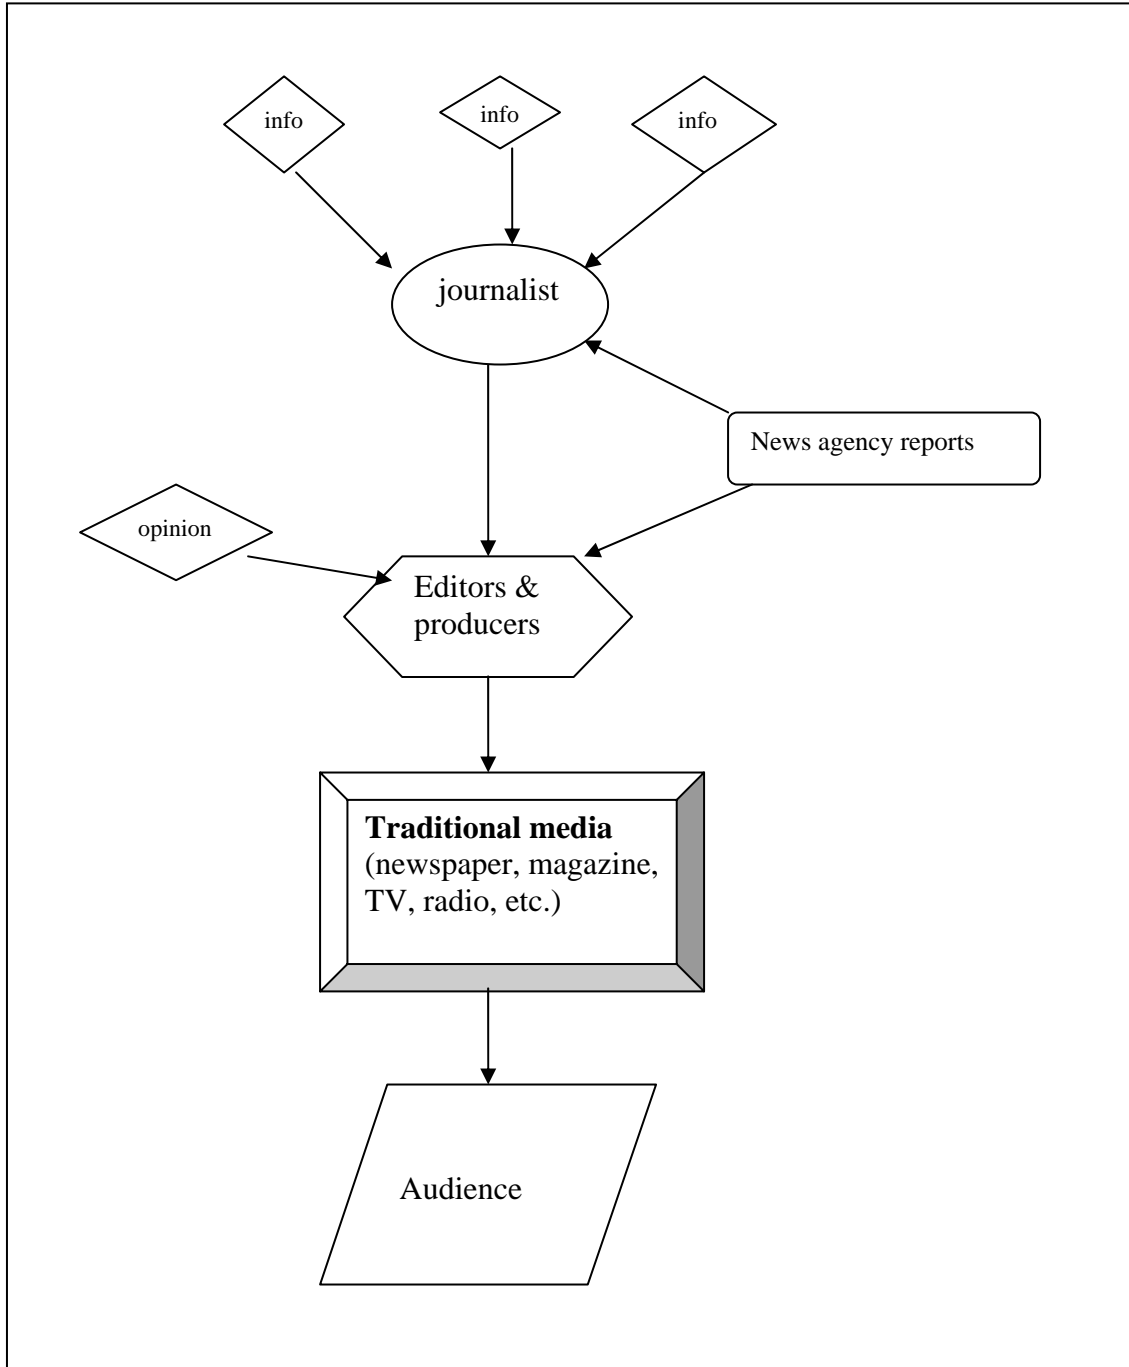 info
info
info
journalist
News agency reports
opinion
Editors &
producers
Traditional media
(newspaper, magazine,
TV, radio, etc.)
Audience